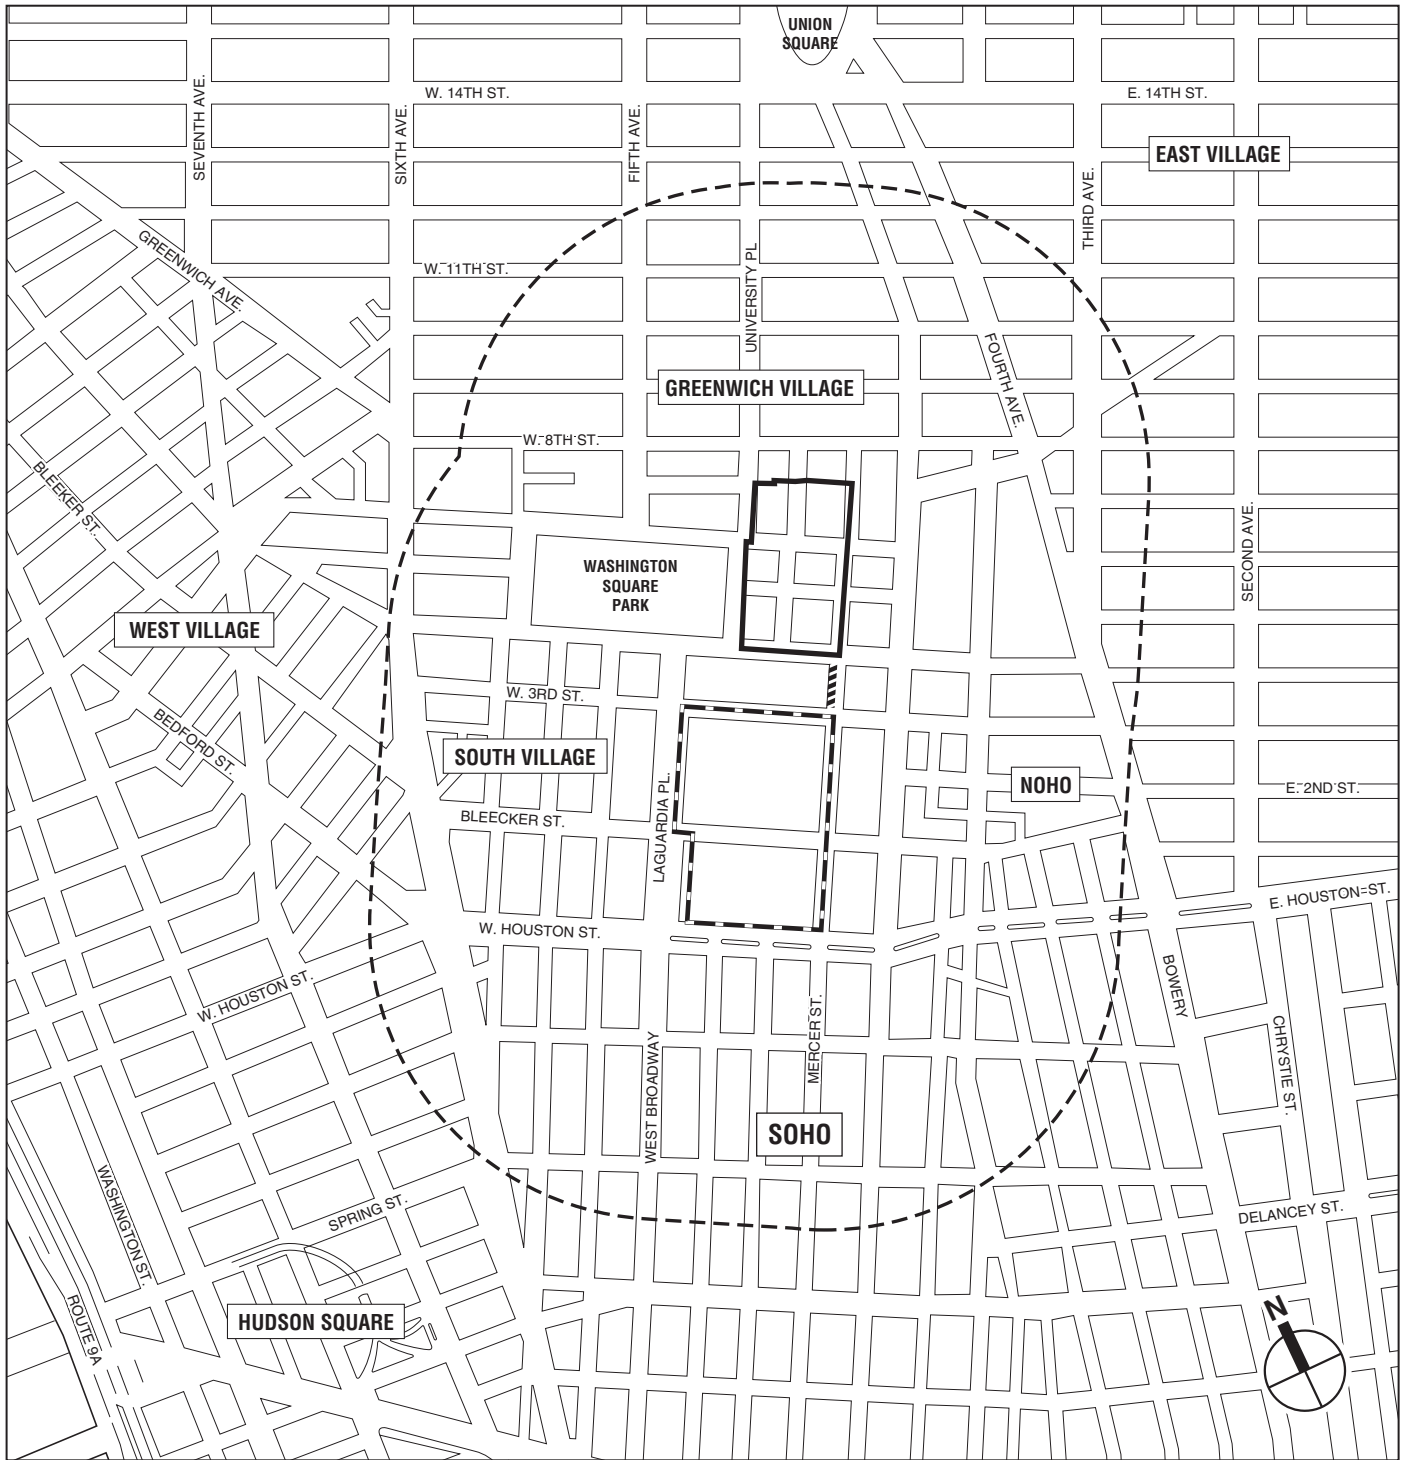 UNION
SQUARE
W. 14TH ST.
E. 14TH ST.
SEVENTH AVE.
SIXTH AVE.
FIFTH AVE.
EAST VILLAGE
THIRD AVE.
GREENWICH AVE.
W. 11TH ST.
UNIVERSITY PL
FOURTH AVE.
GREENWICH VILLAGE
W. 8TH ST.
BLEEKER ST.
SECOND AVE.
WASHINGTON
SQUARE
PARK
WEST VILLAGE
W. 3RD ST.
BEDFORD ST.
SOUTH VILLAGE
LAGUARDIA PL.
NOHO
E. 2ND ST.
BLEECKER ST.
E. HOUSTON ST.
W. HOUSTON ST.
W. HOUSTON ST.
BOWERY
MERCER ST.
CHRYSTIE ST.
WEST BROADWAY
SOHO
WASHINGTON ST.
SPRING ST.
DELANCEY ST.
ROUTE 9A
HUDSON SQUARE
N